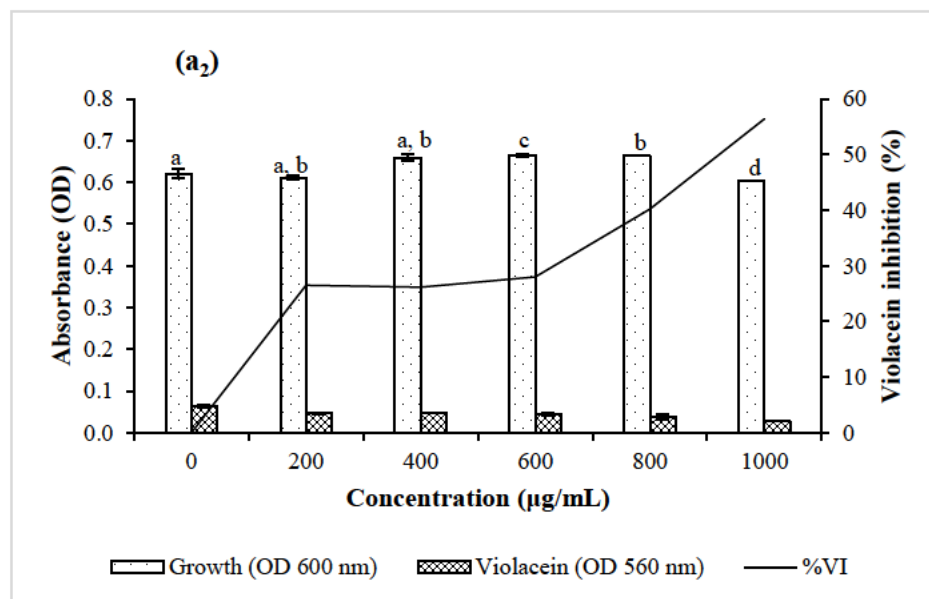 (a2)
Absorbance (OD)
0.8
0.7
0.6
0.5
0.4
0.3
0.2
0.1
0.0
a
a, b
a, b
c
b
d
60
50
40
30
20
10
0
Violacein inhibition (%)
0 200 400 600 800 1000
Concentration (µg/mL)
Growth (OD 600 nm) Violacein (OD 560 nm) %VI